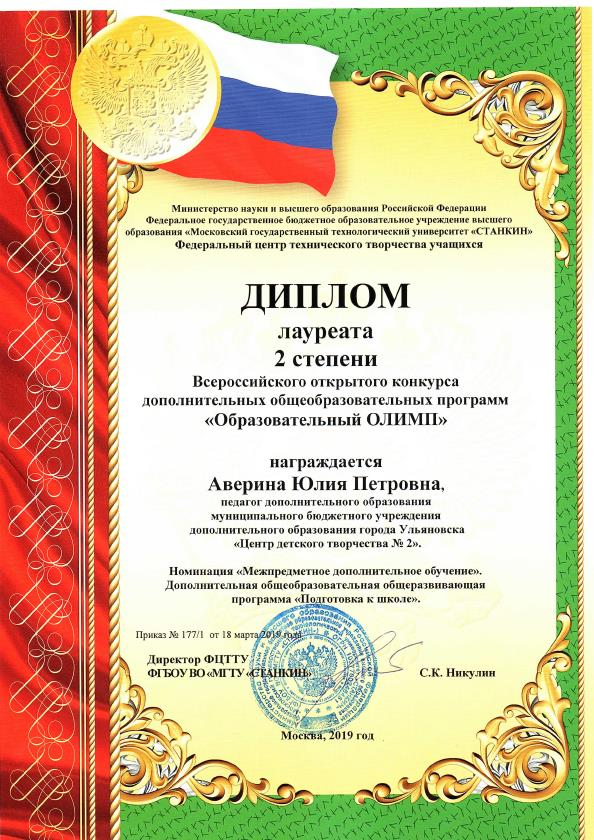 Министерство науки и высшего образования Российской Федерации
Федеральное государственное бюджетное образовательное учреждение высшего
образования «Московский государственный технологический университет «СТАНКИН»
Федеральный центр технического творчества учащихся
ДИПЛОМ
лауреата
2 степени
Всероссийского открытого конкурса
дополнительных общеобразовательных программ
«Образовательный ОЛИМП»
награждается
Аверина Юлия Петровна,
педагог дополнительного образования
муниципального бюджетного учреждения
дополнительного образования города Ульяновска
«Центр детского творчества № 2».
Номинация «Межпредметное дополнительное обучение».
Дополнительная общеобразовательная общеразвивающая
программа «Подготовка к школе».
Приказ № 177/1 от 18 марта 2019 года
Директор ФЦТТУ
ФГБОУ ВО «МГТУ «СТАНКИН»
С.К. Никулин
Москва, 2019 год